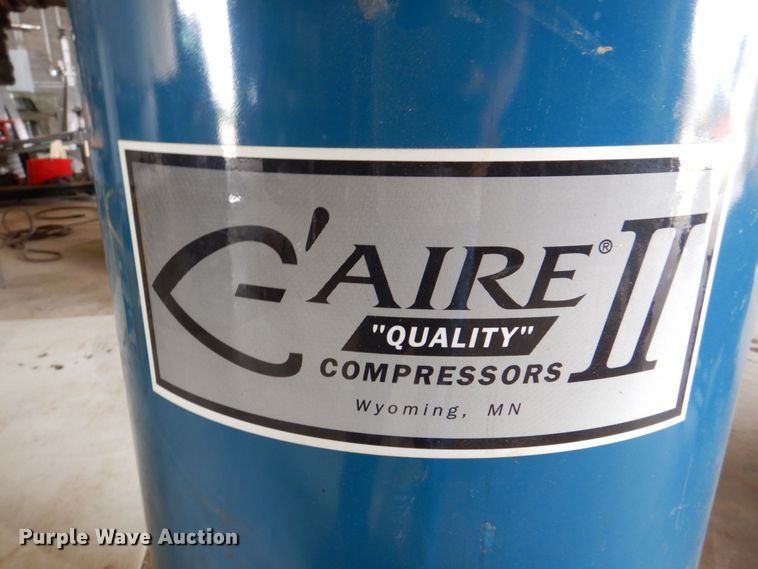 C'AIRE® II
"QUALITY"
COMPRESSORS
Wyoming, MN
Purple Wave Auction